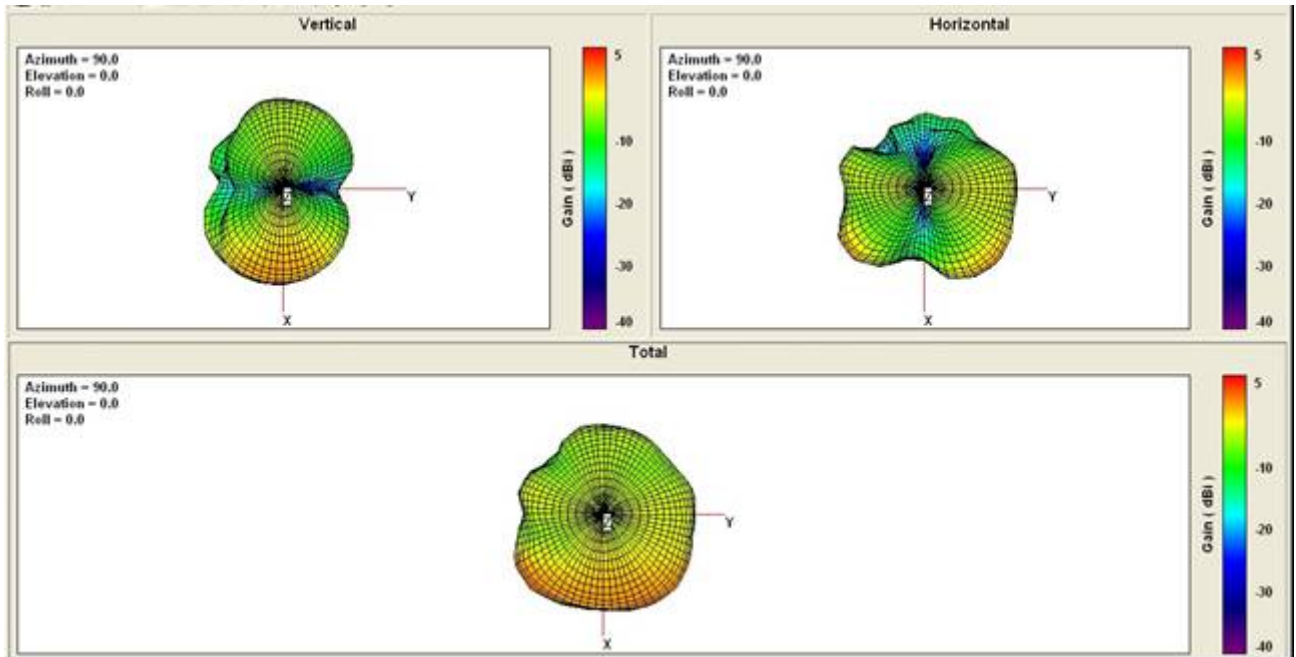 Vertical
Azimuth = 90.0
Elevation = 0.0
Roll = 0.0
Y
X
5
-10
-20
-30
-40
Gain ( dBi )
Horizontal
Azimuth = 90.0
Elevation = 0.0
Roll = 0.0
Y
X
5
-10
-20
-30
-40
Gain ( dBi )
Total
Azimuth = 90.0
Elevation = 0.0
Roll = 0.0
Y
X
5
-10
-20
-30
-40
Gain ( dBi )